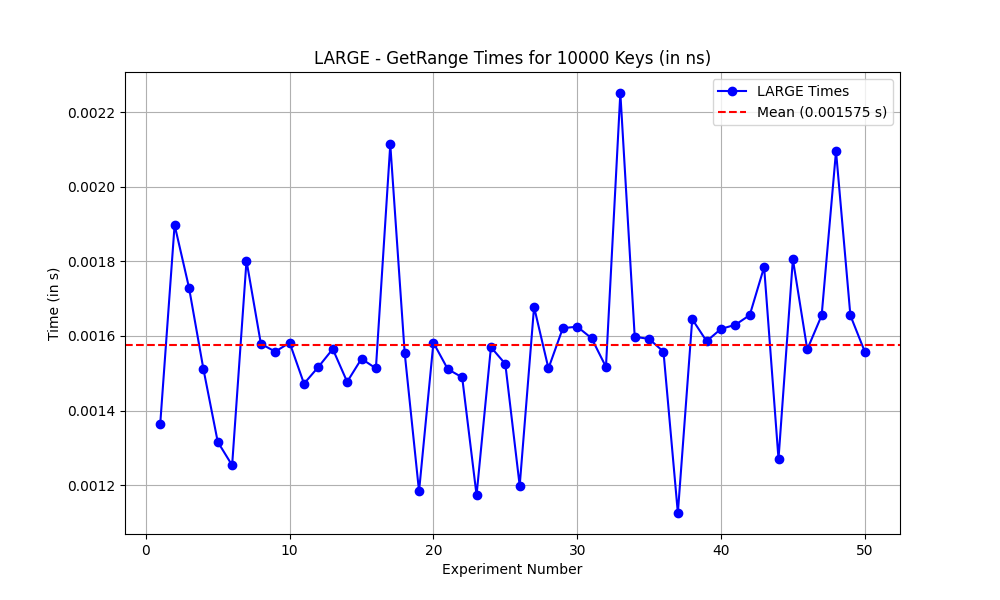 LARGE - GetRange Times for 10000 Keys (in ns)
LARGE Times
Mean (0.001575 s)
Time (in s)
0.0022
0.0020
0.0018
0.0016
0.0014
0.0012
0 10 20 30 40 50
Experiment Number